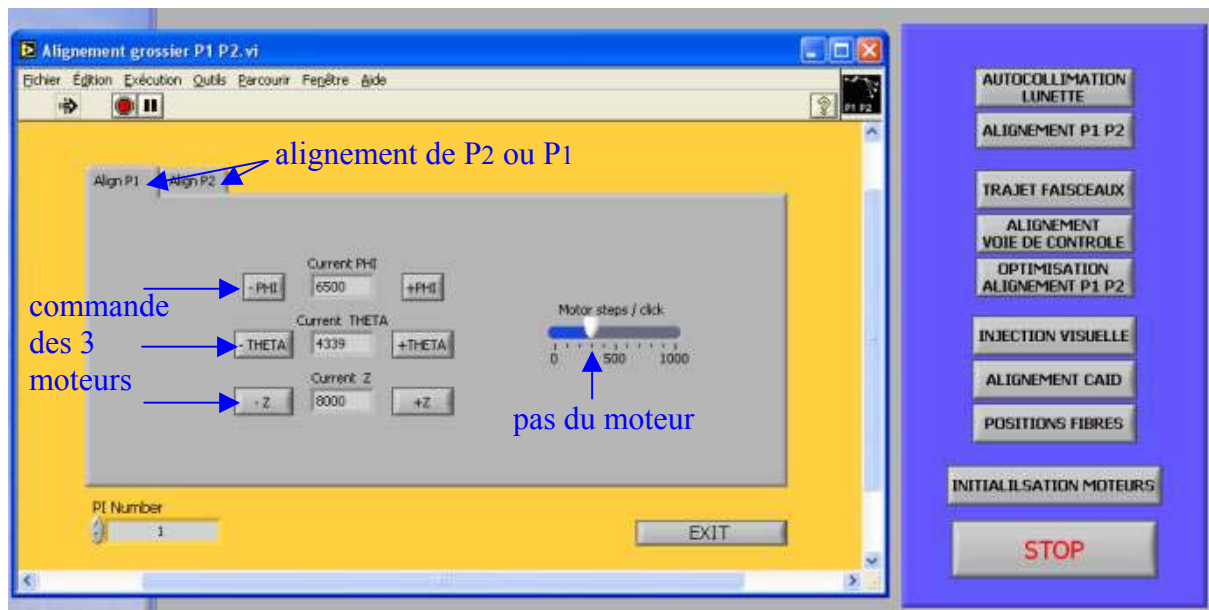 Alignement grossier P1 P2.vi
Fichier Édition Exécution Outils Parcourir Fenêtre Aide
P1 P2
alignement de P2 ou P1
Align P1 Align P2
commande
des 3
moteurs
Current PHI
- PHI 6500 +PHI
Current THETA
- THETA 4339 +THETA
Current Z
- Z 8000 +Z
Motor steps / click
0 500 1000
pas du moteur
PI Number
1
EXIT
AUTOCOLLIMATION
LUNETTE
ALIGNEMENT P1 P2
TRAJET FAISCEAUX
ALIGNEMENT
VOIE DE CONTROLE
OPTIMISATION
ALIGNEMENT P1 P2
INJECTION VISUELLE
ALIGNEMENT CAID
POSITIONS FIBRES
INITIALILSATION MOTEURS
STOP